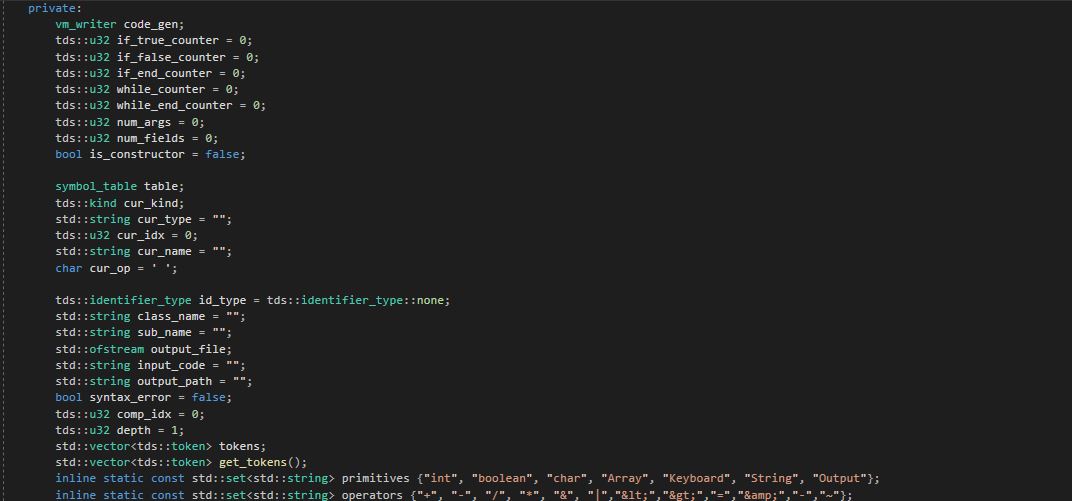 private:
vm_writer code_gen;
tds::u32 if_true_counter = 0;
tds::u32 if_false_counter = 0;
tds::u32 if_end_counter = 0;
tds::u32 while_counter = 0;
tds::u32 while_end_counter = 0;
tds::u32 num_args = 0;
tds::u32 num_fields = 0;
bool is_constructor = false;
symbol_table table;
tds::kind cur_kind;
std::string cur_type = "";
tds::u32 cur_idx = 0;
std::string cur_name = "";
char cur_op = ' ';
tds::identifier_type id_type = tds::identifier_type::none;
std::string class_name = "";
std::string sub_name = "";
std::ofstream output_file;
std::string input_code = "";
std::string output_path = "";
bool syntax_error = false;
tds::u32 comp_idx = 0;
tds::u32 depth = 1;
std::vector<tds::token> tokens;
std::vector<tds::token> get_tokens();
inline static const std::set<std::string> primitives {"int", "boolean", "char", "Array", "Keyboard", "String", "Output"};
inline static const std::set<std::string> operators {"+", "-", "/", "*", "&", "|","&lt;","&gt;","=","&amp;","-","~"};